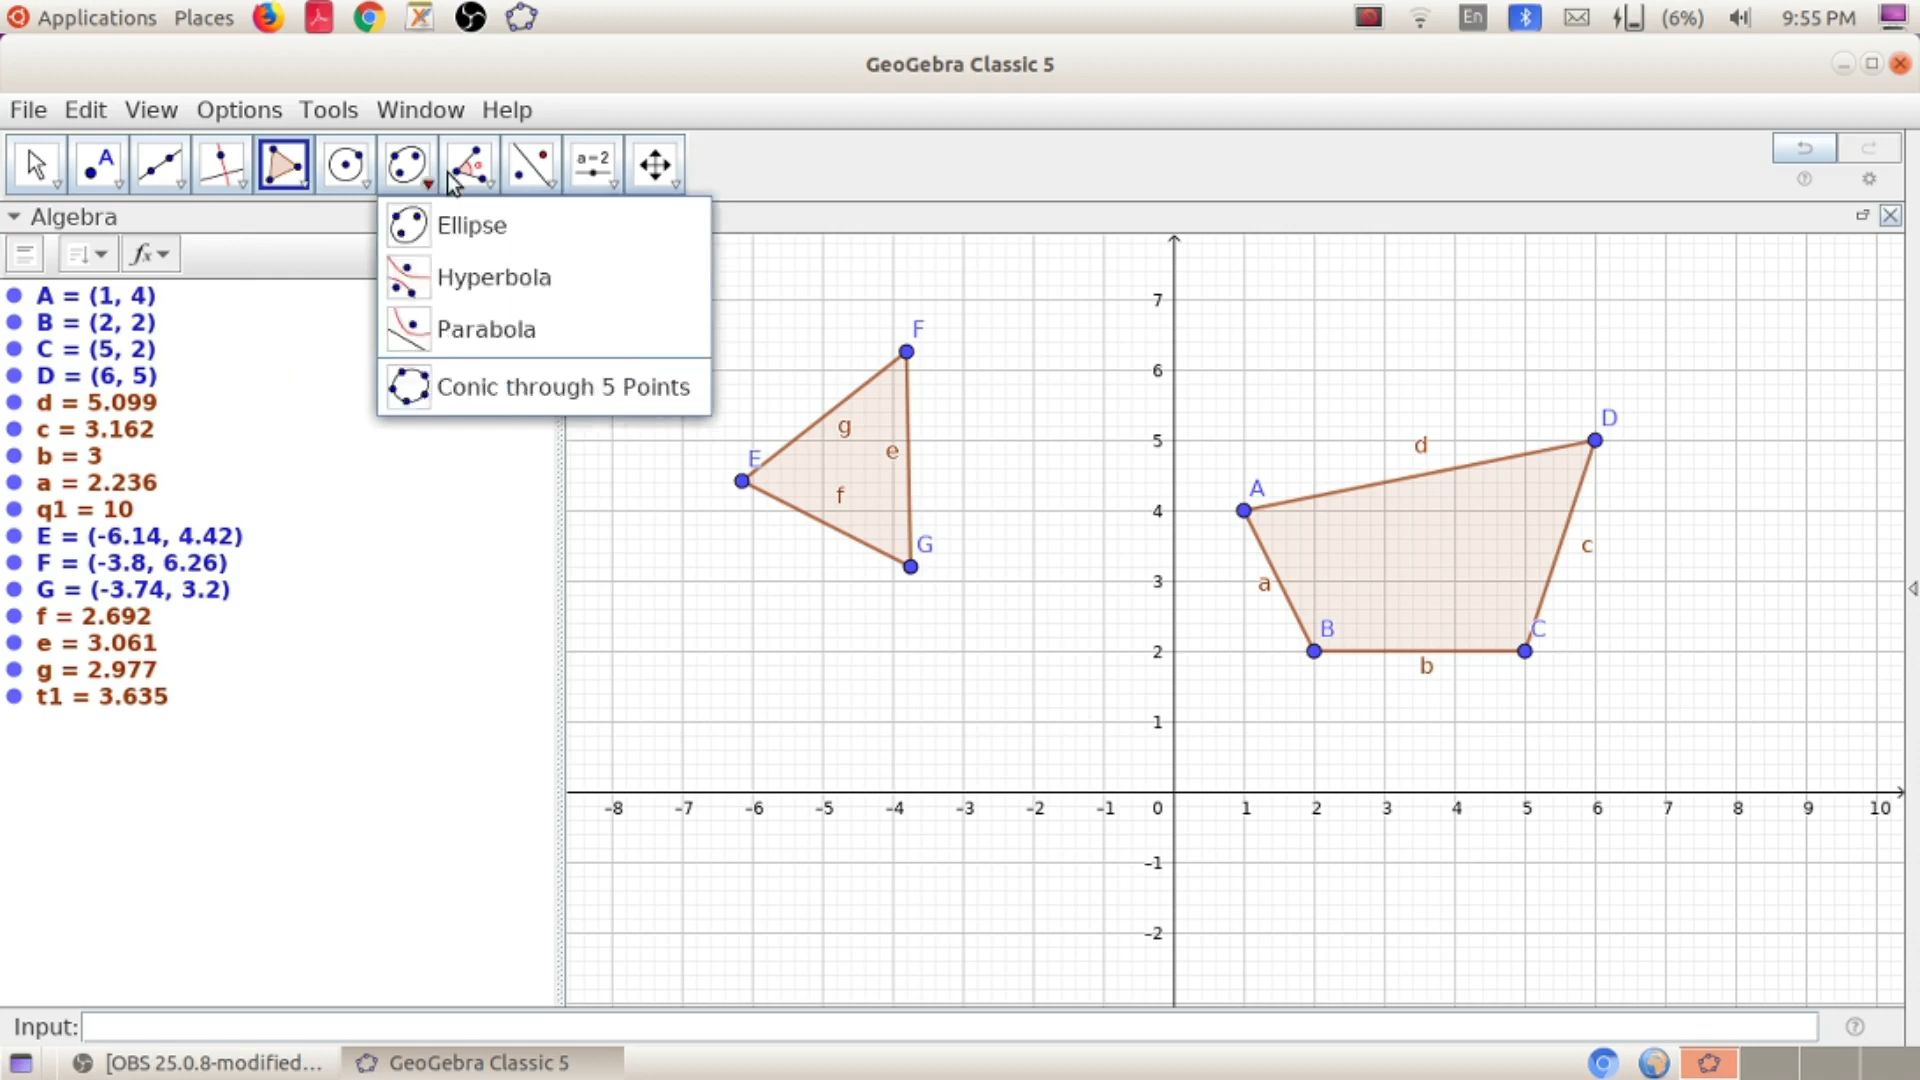 Applications Places En (6%) 9:55 PM
GeoGebra Classic 5
File Edit View Options Tools Window Help
A a=2
Algebra
fx
Ellipse
Hyperbola
Parabola
Conic through 5 Points
A = (1, 4)
B = (2, 2)
C = (5, 2)
D = (6, 5)
d = 5.099
c = 3.162
b = 3
a = 2.236
q1 = 10
E = (-6.14, 4.42)
F = (-3.8, 6.26)
G = (-3.74, 3.2)
f = 2.692
e = 3.061
g = 2.977
t1 = 3.635
7
F
6
D
g
5
d
e
E
A
f
4
G
c
3
a
B
C
2
b
1
-8 -7 -6 -5 -4 -3 -2 -1 0 1 2 3 4 5 6 7 8 9 10
-1
-2
Input:
[OBS 25.0.8-modified... GeoGebra Classic 5